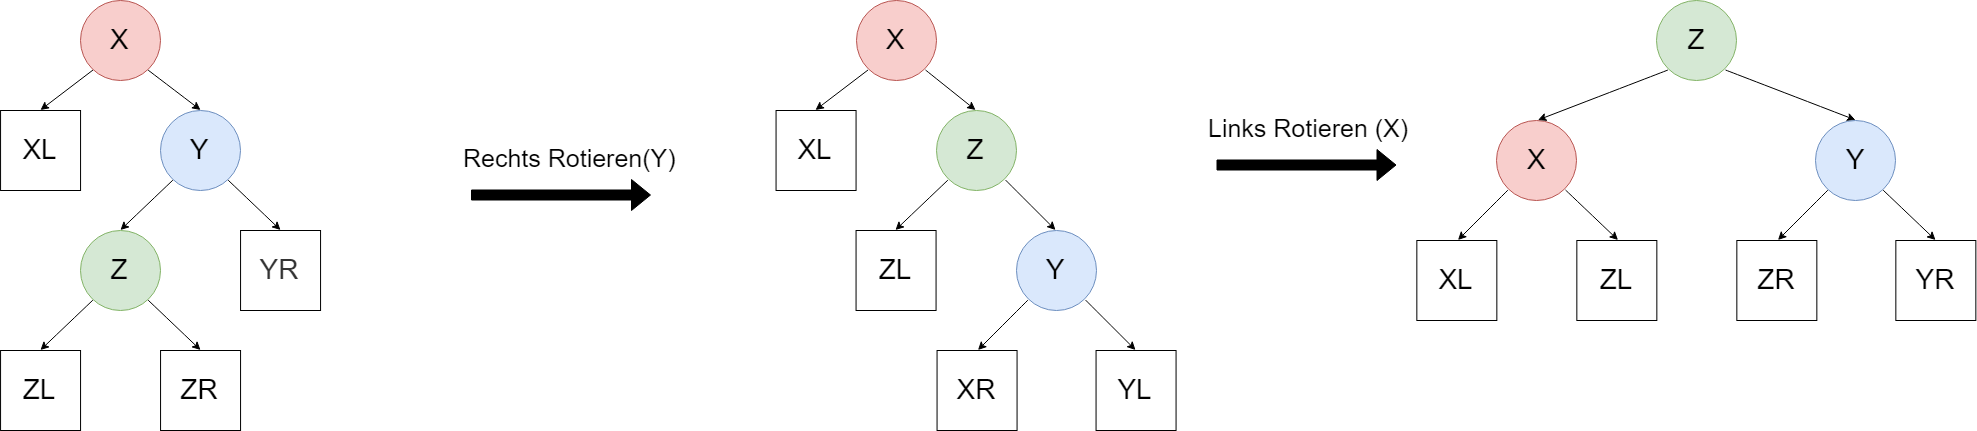 X
XL
Y
Z
YR
ZL
ZR
Rechts Rotieren(Y)
X
XL
Z
ZL
Y
XR
YL
Links Rotieren (X)
Z
X
Y
XL
ZL
ZR
YR